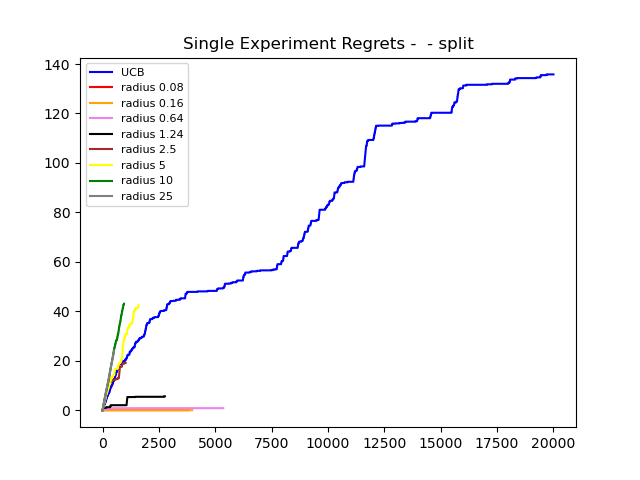 Single Experiment Regrets -  - split
140
120
100
80
60
40
20
0
UCB
radius 0.08
radius 0.16
radius 0.64
radius 1.24
radius 2.5
radius 5
radius 10
radius 25
0 2500 5000 7500 10000 12500 15000 17500 20000